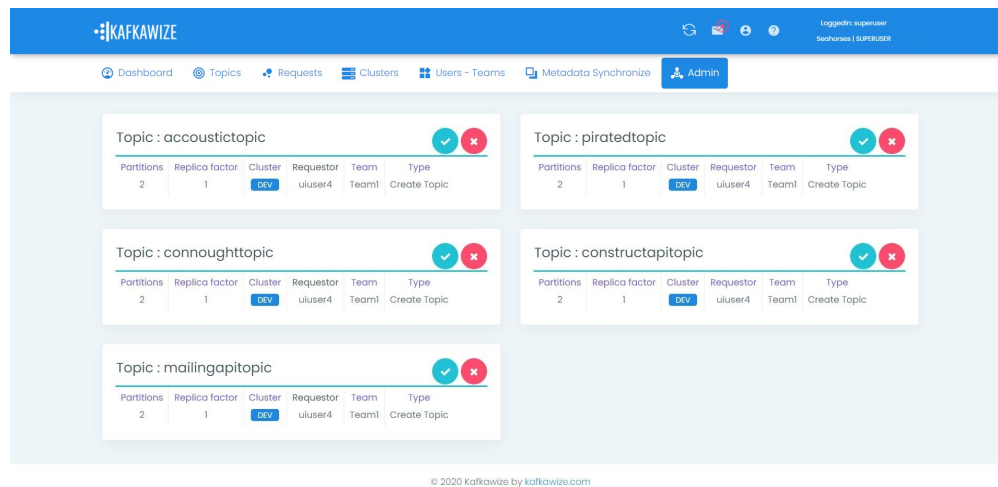 KAFKAWIZE
LoggedIn: superuser
Seahorses | SUPERUSER
Dashboard Topics Requests Clusters Users - Teams Metadata Synchronize Admin
Topic : accoustictopic
Partitions Replica factor Cluster Requestor Team Type
2 1 DEV uiuser4 Team1 Create Topic
Topic : piratedtopic
Partitions Replica factor Cluster Requestor Team Type
2 1 DEV uiuser4 Team1 Create Topic
Topic : connoughttopic
Partitions Replica factor Cluster Requestor Team Type
2 1 DEV uiuser4 Team1 Create Topic
Topic : constructapitopic
Partitions Replica factor Cluster Requestor Team Type
2 1 DEV uiuser4 Team1 Create Topic
Topic : mailingapitopic
Partitions Replica factor Cluster Requestor Team Type
2 1 DEV uiuser4 Team1 Create Topic
© 2020 Kafkawize by kafkawize.com